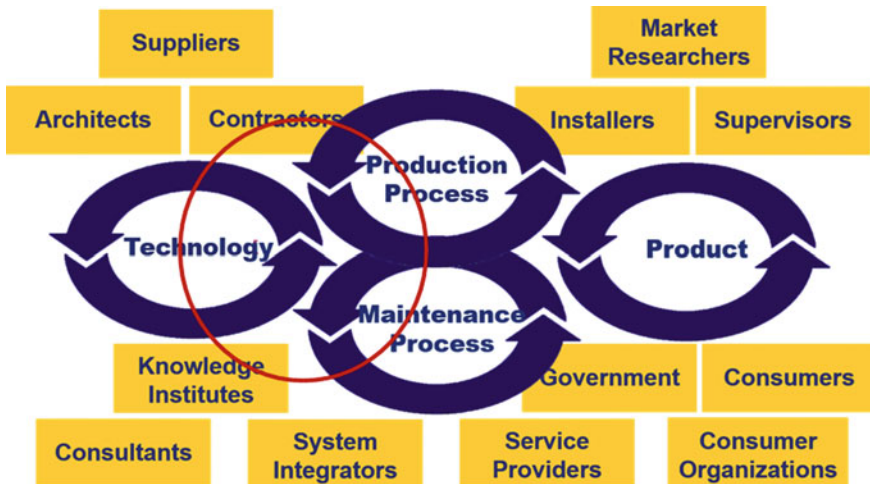 Suppliers
Market
Researchers
Architects
Contractors
Installers
Supervisors
Production
Process
Technology
Product
Maintenance
Process
Knowledge
Institutes
Government
Consumers
Consultants
System
Integrators
Service
Providers
Consumer
Organizations